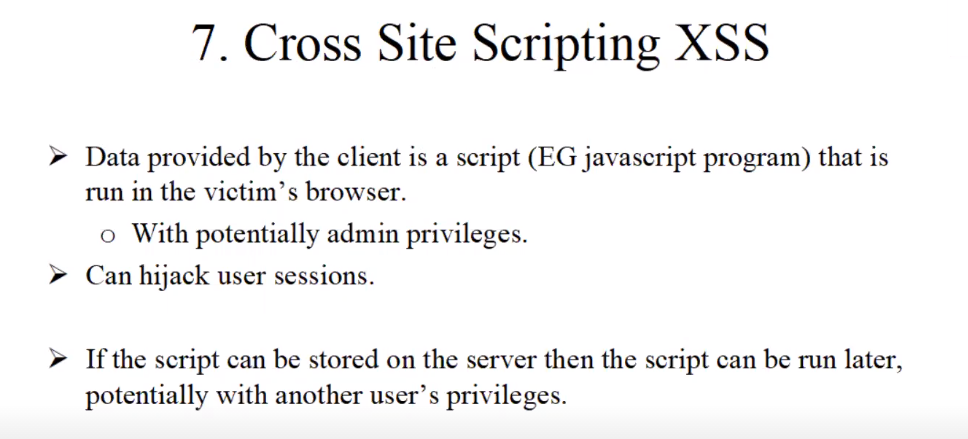 7. Cross Site Scripting XSS
➢ Data provided by the client is a script (EG javascript program) that is
run in the victim’s browser.
o With potentially admin privileges.
➢ Can hijack user sessions.
➢ If the script can be stored on the server then the script can be run later,
potentially with another user’s privileges.